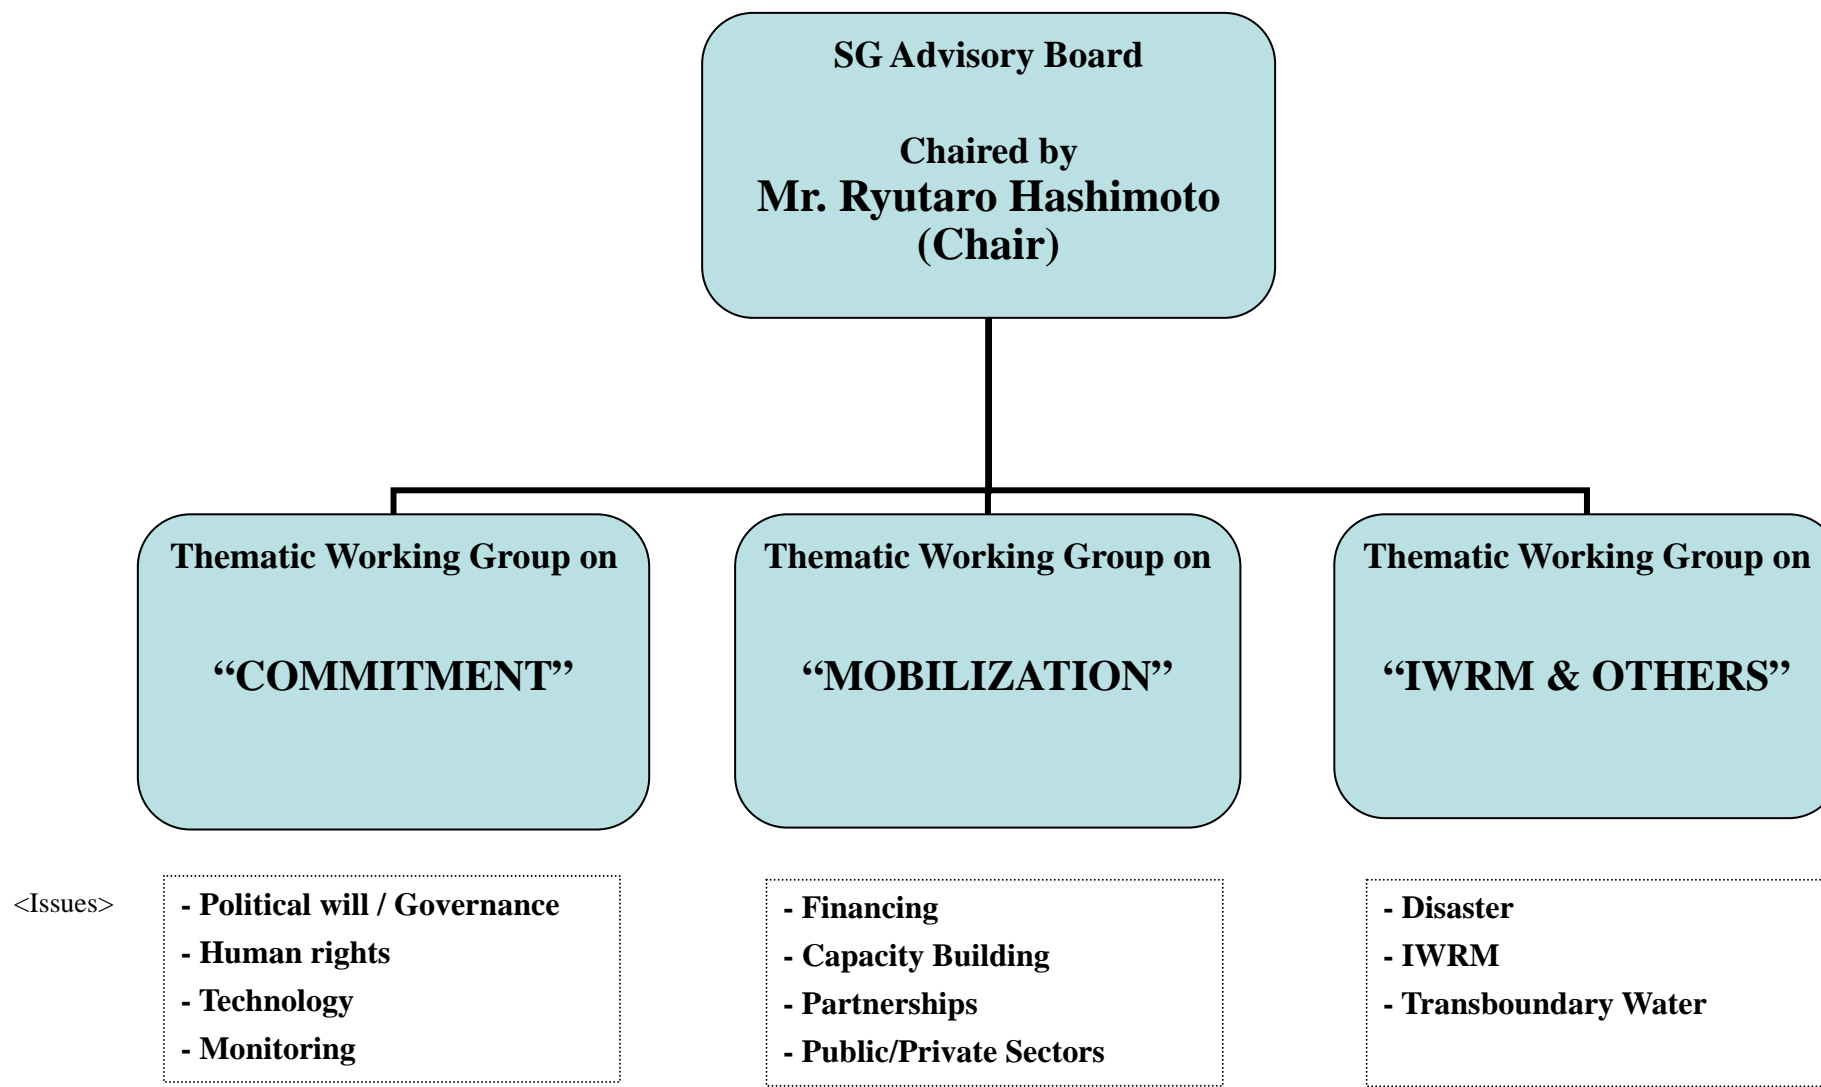 SG Advisory Board
Chaired by
Mr. Ryutaro Hashimoto
(Chair)
Thematic Working Group on
“COMMITMENT”
Thematic Working Group on
“MOBILIZATION”
Thematic Working Group on
“IWRM & OTHERS”
<Issues>
- Political will / Governance
- Human rights
- Technology
- Monitoring
- Financing
- Capacity Building
- Partnerships
- Public/Private Sectors
- Disaster
- IWRM
- Transboundary Water